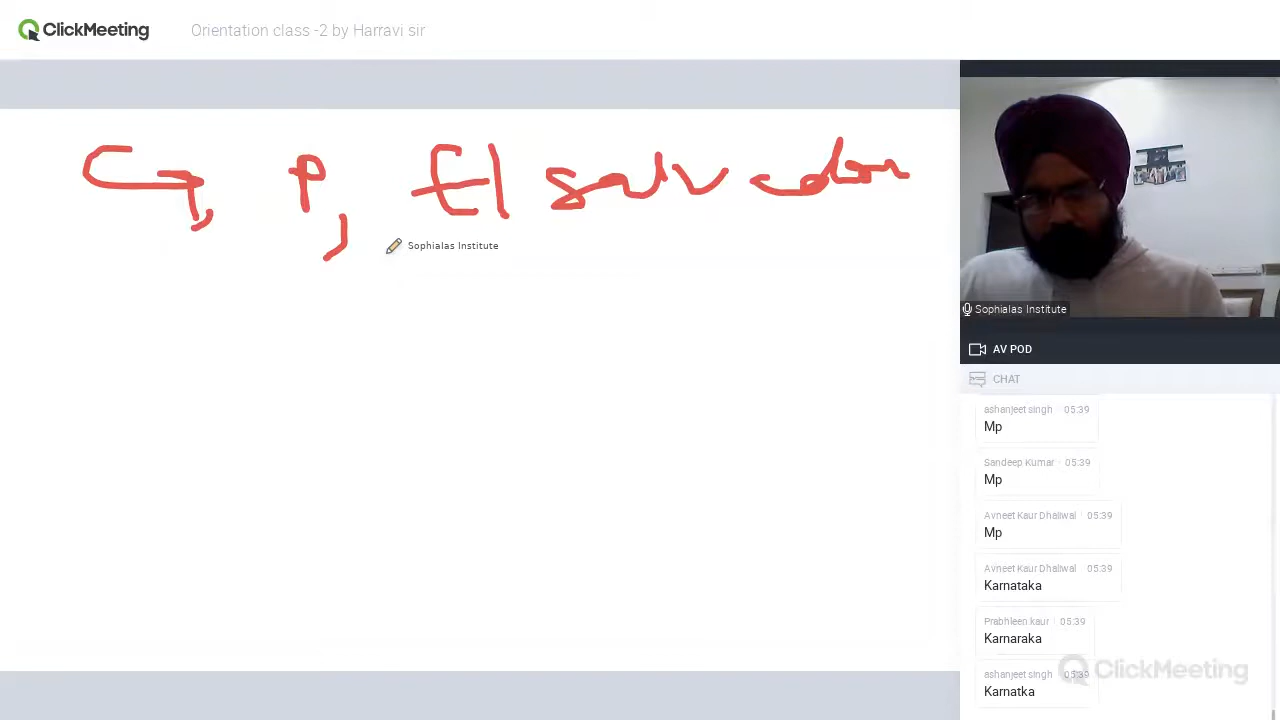 ClickMeeting
Orientation class -2 by Harravi sir
G, P, El salvador
Sophialas Institute
Sophialas Institute
AV POD
CHAT
ashanjeet singh 05:39
Mp
Sandeep Kumar 05:39
Mp
Avneet Kaur Dhaliwal 05:39
Mp
Avneet Kaur Dhaliwal 05:39
Karnataka
Prabhleen kaur 05:39
Karnaraka
ashanjeet singh 05:39
Karnatka
ClickMeeting